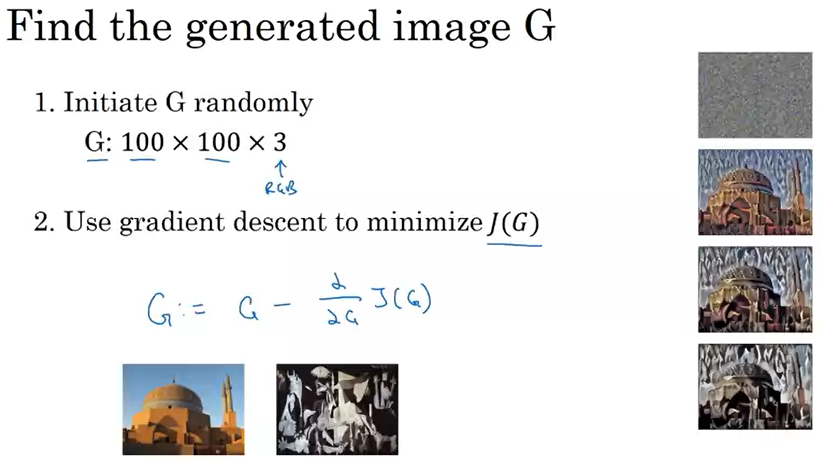 Find the generated image G
1. Initiate G randomly
G: 100 × 100 × 3
RGB
2. Use gradient descent to minimize J(G)
G := G - ∂/∂G J(G)